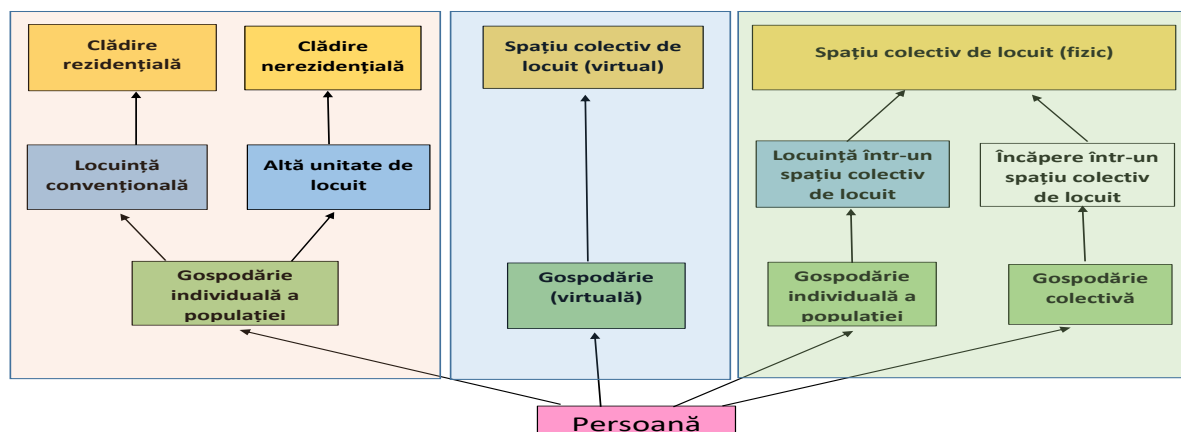 Clădire
rezidențială
Clădire
nerezidențială
Spațiu colectiv de
locuit (virtual)
Spațiu colectiv de locuit (fizic)
Locuință
convențională
Altă unitate de
locuit
Locuință într-un
spațiu colectiv
de locuit
Încăpere într-un
spațiu colectiv
de locuit
Gospodărie
individuală a
populației
Gospodărie
(virtuală)
Gospodărie
individuală a
populației
Gospodărie
colectivă
Persoană